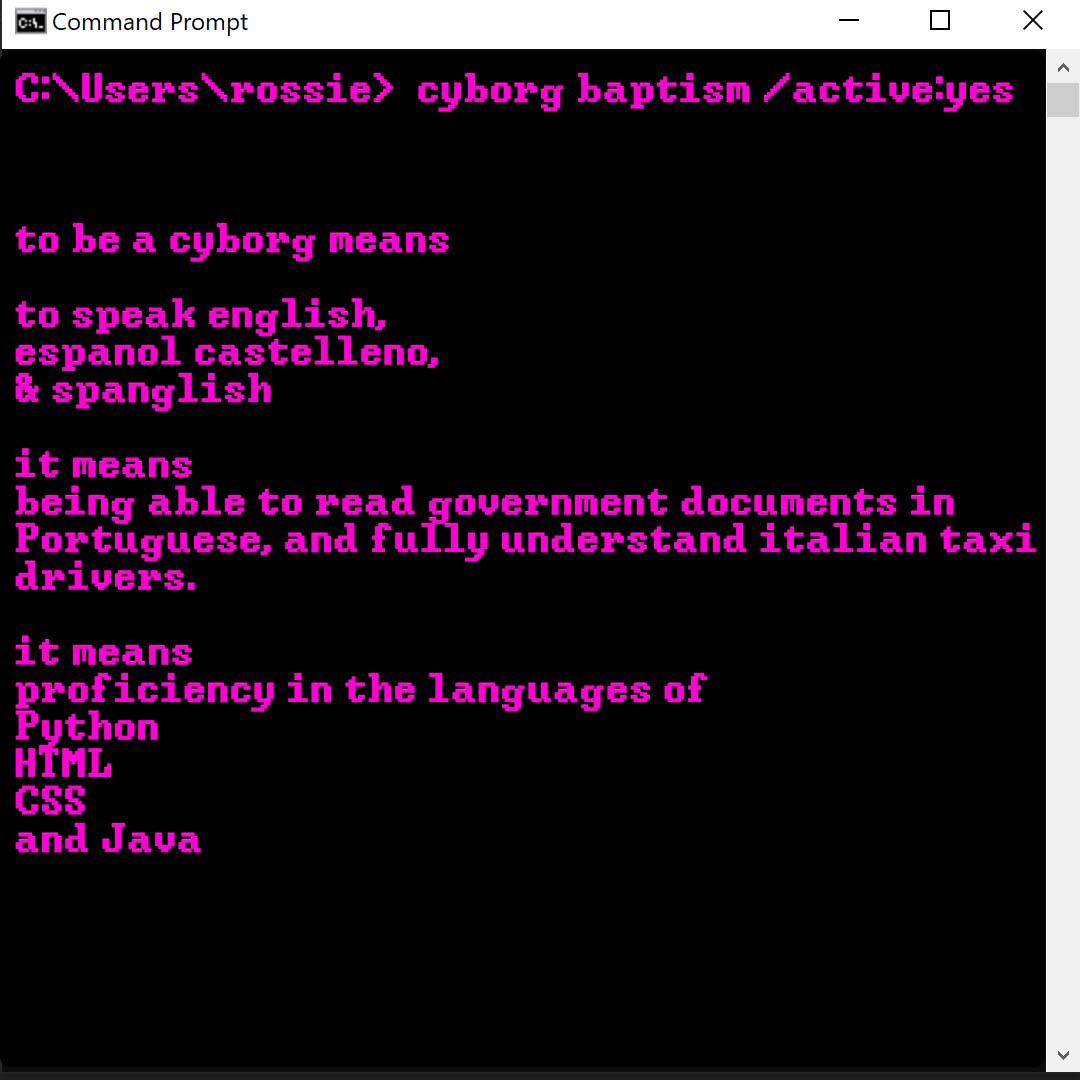 Command Prompt
C:\Users\rossie> cyborg baptism /active:yes
to be a cyborg means
to speak english,
espanol castelleno,
& spanglish
it means
being able to read government documents in
Portuguese, and fully understand italian taxi
drivers.
it means
proficiency in the languages of
Python
HTML
CSS
and Java